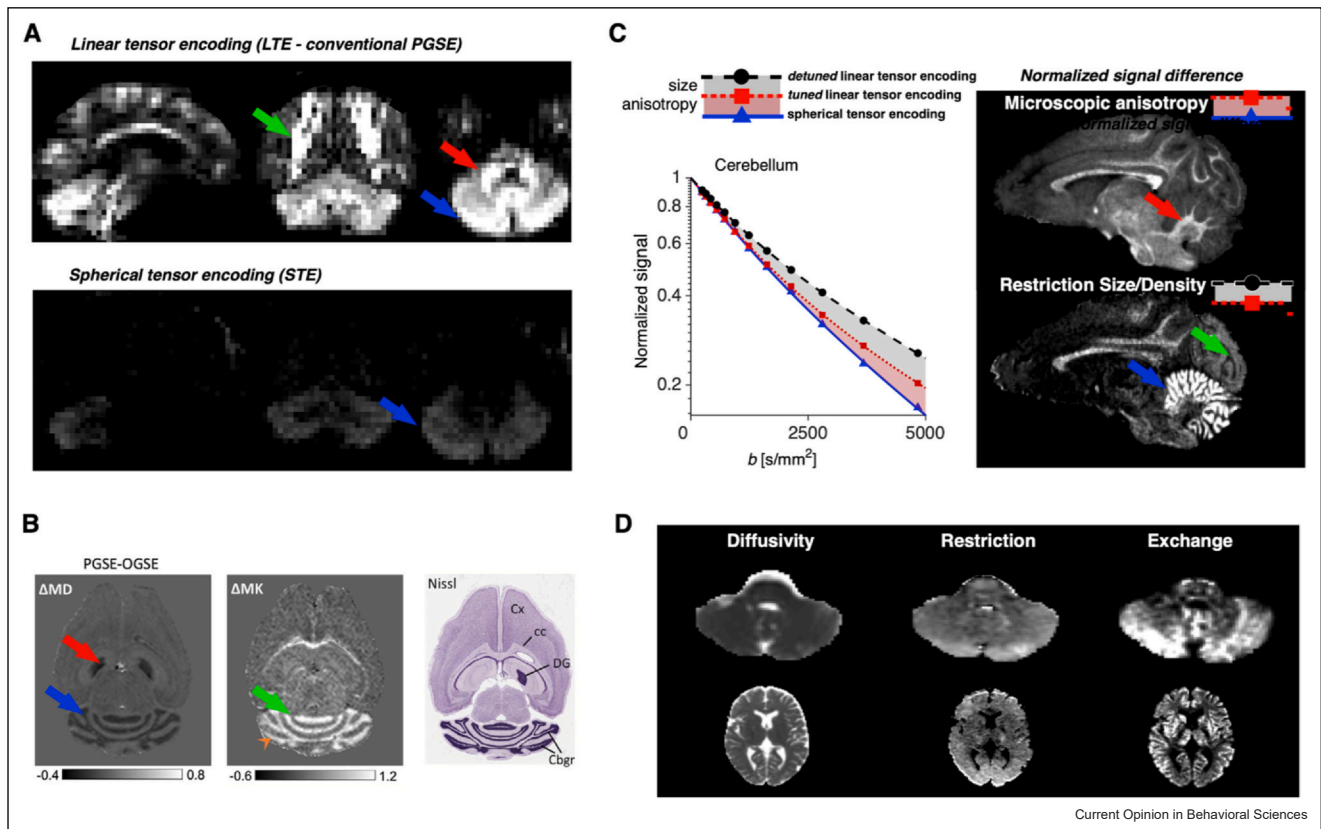 A
Linear tensor encoding (LTE - conventional PGSE)
Spherical tensor encoding (STE)
B
PGSE-OGSE
ΔMD
ΔMK
Nissl
Cx
cc
DG
Cbgr
-0.4
0.8
-0.6
1.2
C
size
anisotropy
detuned linear tensor encoding
tuned linear tensor encoding
spherical tensor encoding
Cerebellum
Normalized signal
1
0.8
0.6
0.4
0.2
0
2500
5000
b [s/mm²]
Normalized signal difference
Microscopic anisotropy
Restriction Size/Density
D
Diffusivity
Restriction
Exchange
Current Opinion in Behavioral Sciences